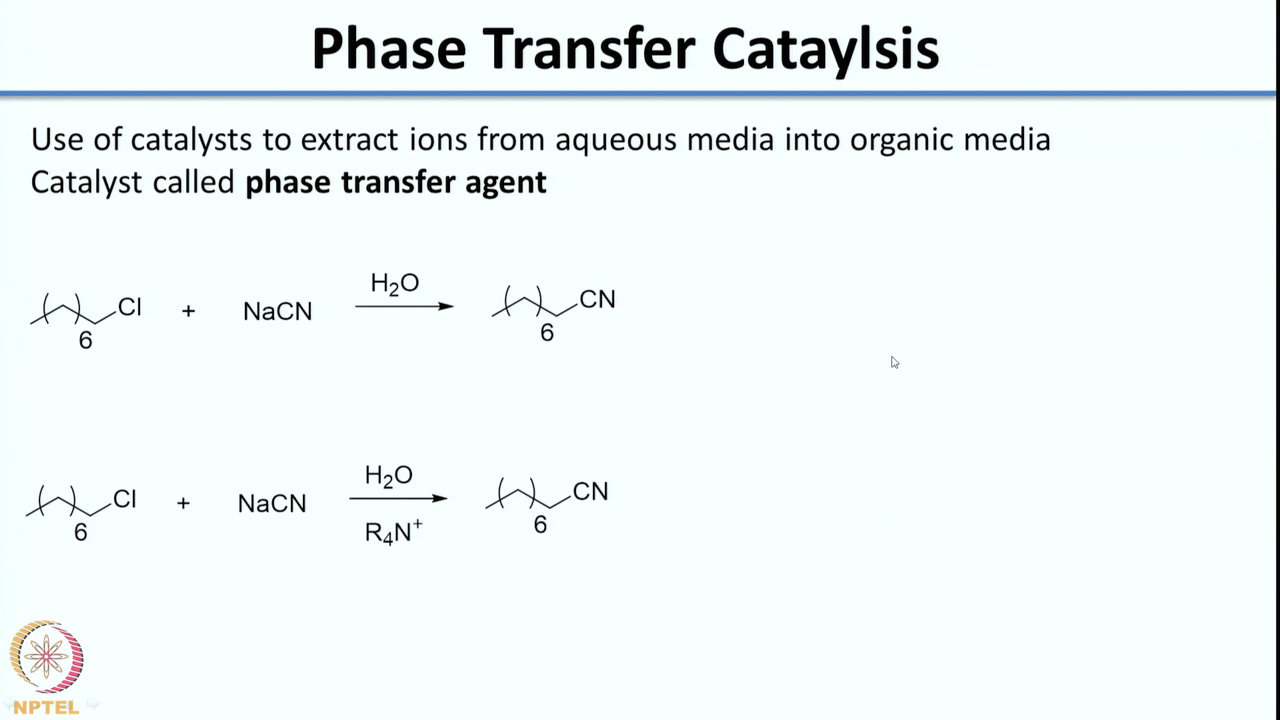 Phase Transfer Cataylsis
Use of catalysts to extract ions from aqueous media into organic media
Catalyst called phase transfer agent
H₂O
Cl + NaCN CN
6 6
H₂O
Cl + NaCN CN
6 6
R₄N⁺
NPTEL